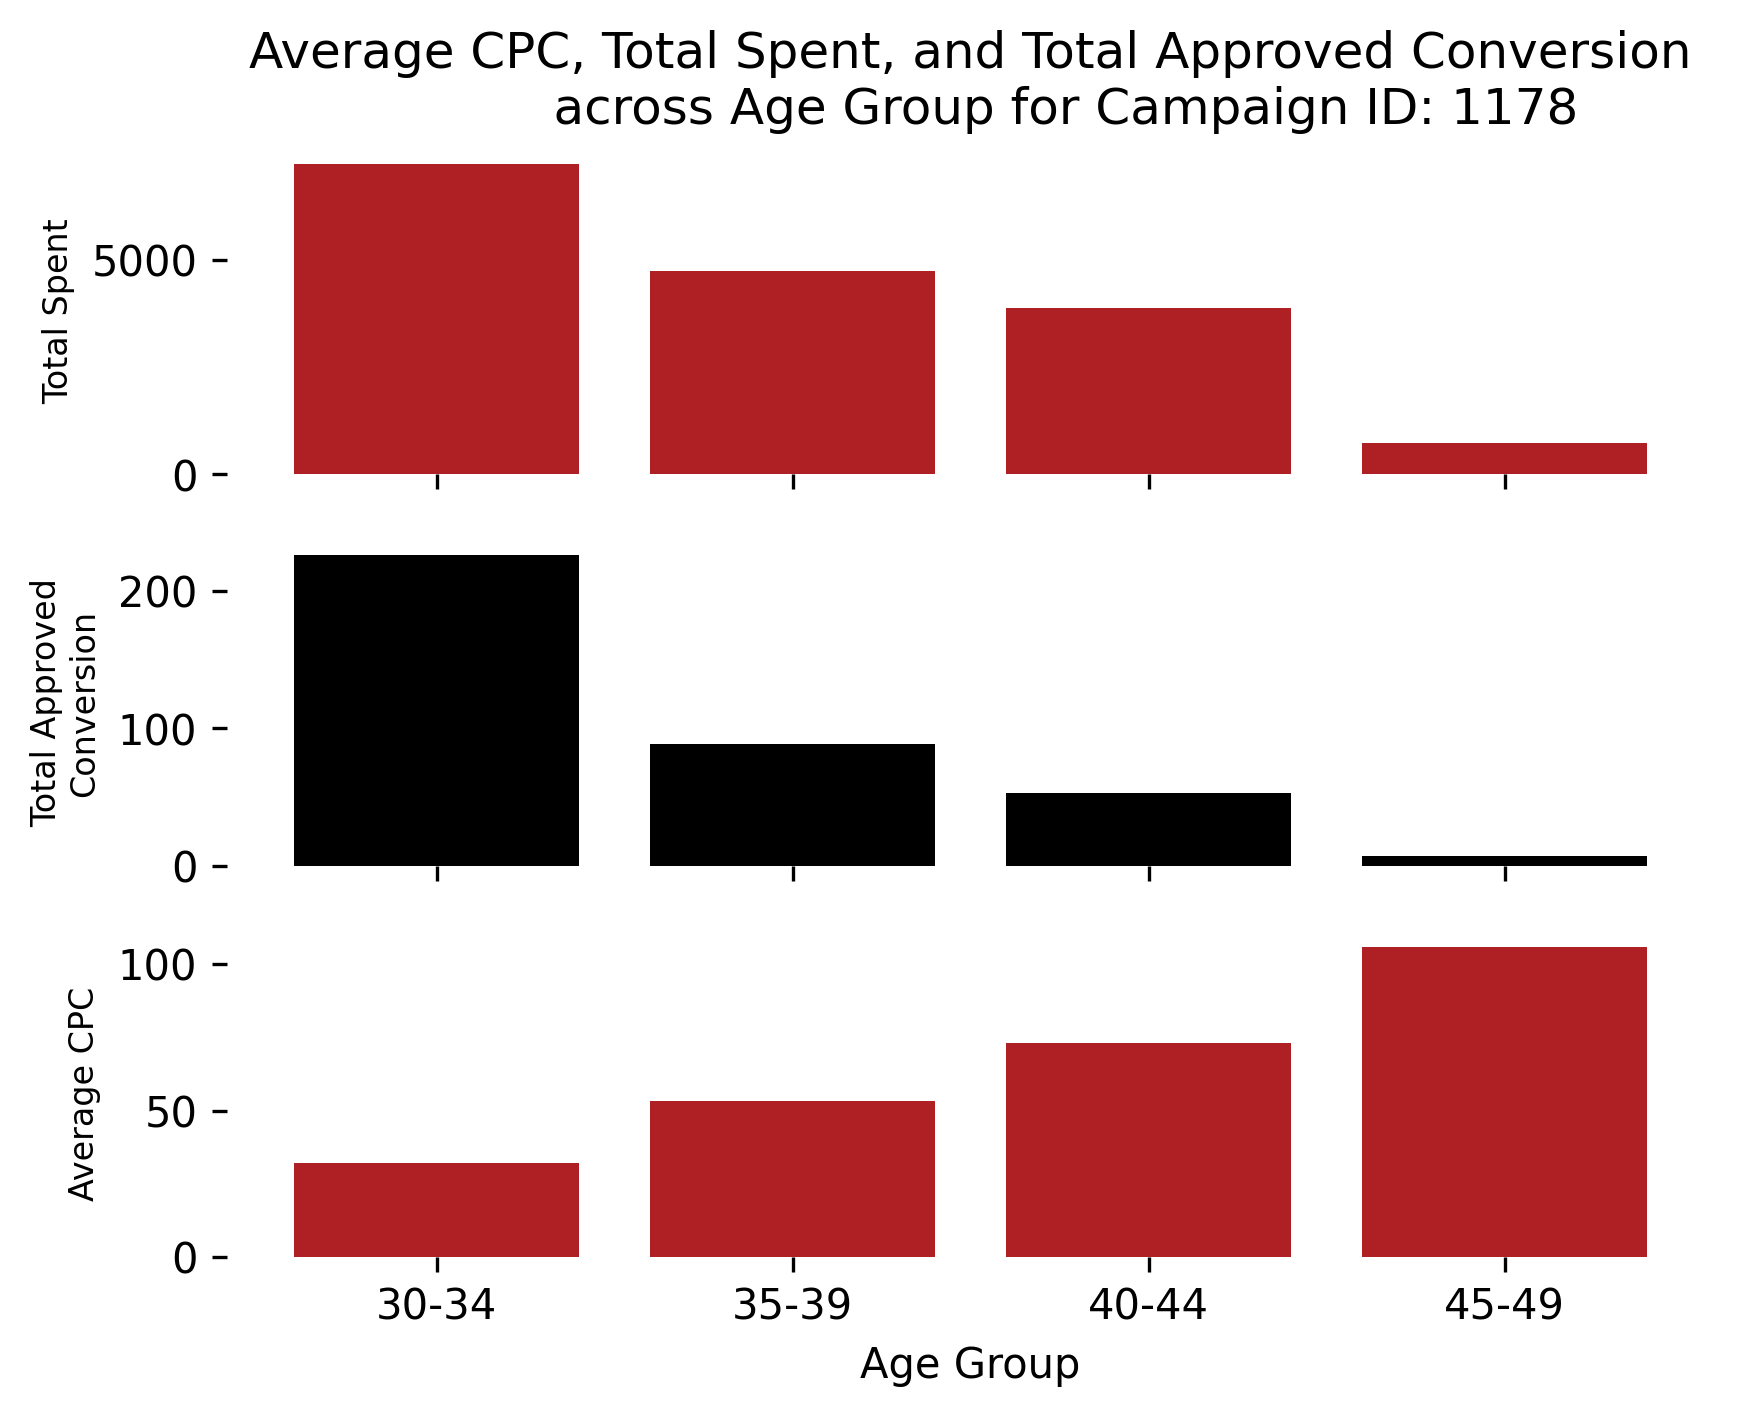 Average CPC, Total Spent, and Total Approved Conversion
across Age Group for Campaign ID: 1178
Total Spent
5000
0
Total Approved
Conversion
200
100
0
Average CPC
100
50
0
30-34
35-39
40-44
45-49
Age Group